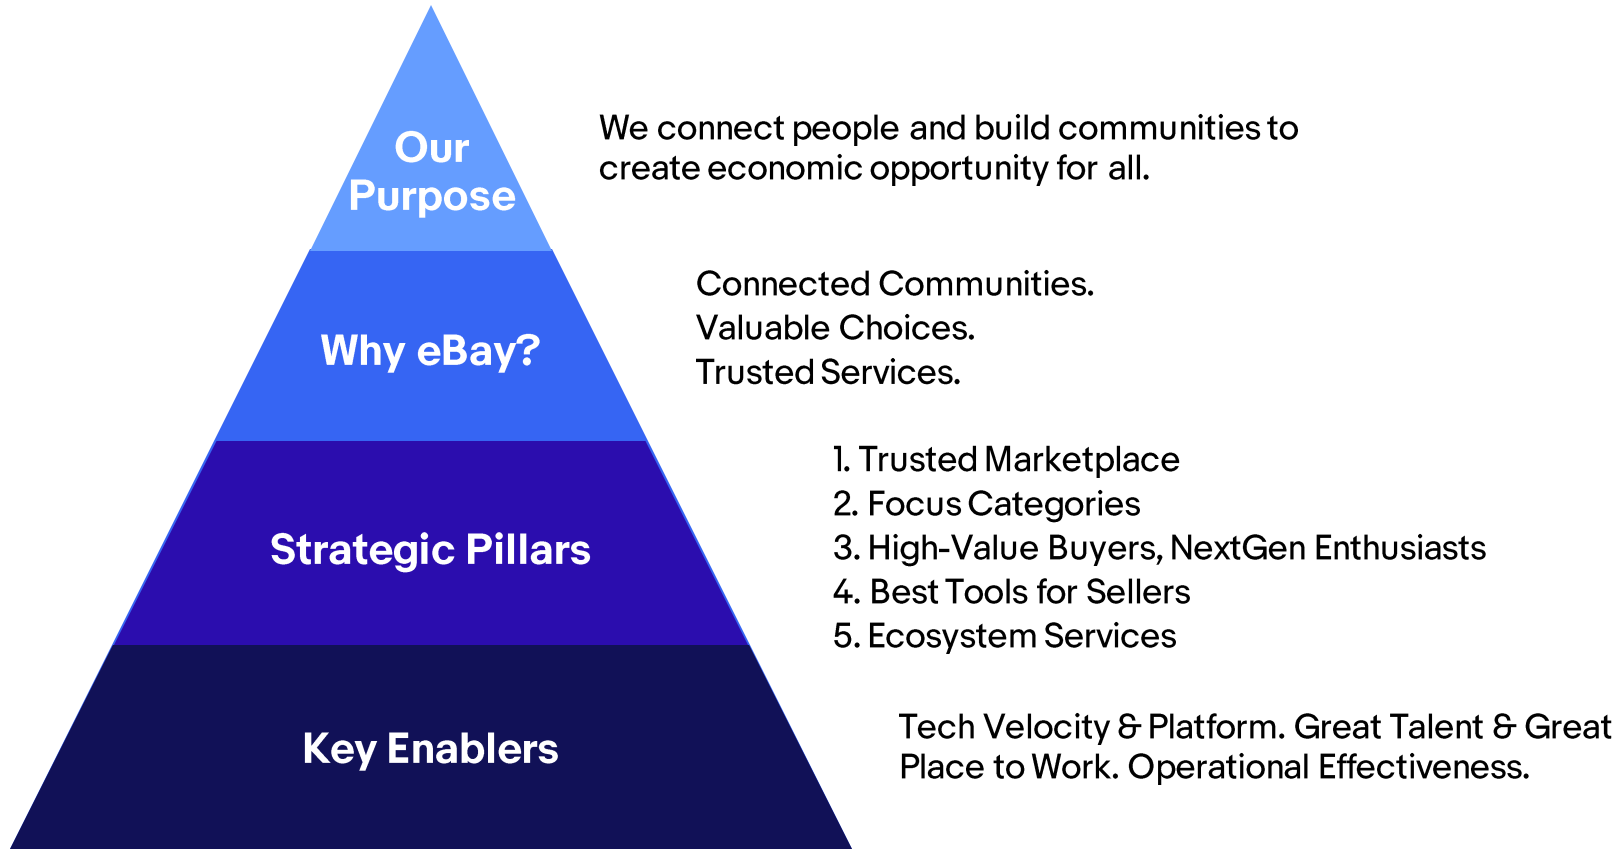 Our
Purpose
We connect people and build communities to
create economic opportunity for all.
Why eBay?
Connected Communities.
Valuable Choices.
Trusted Services.
Strategic Pillars
1. Trusted Marketplace
2. Focus Categories
3. High-Value Buyers, NextGen Enthusiasts
4. Best Tools for Sellers
5. Ecosystem Services
Key Enablers
Tech Velocity & Platform. Great Talent & Great
Place to Work. Operational Effectiveness.